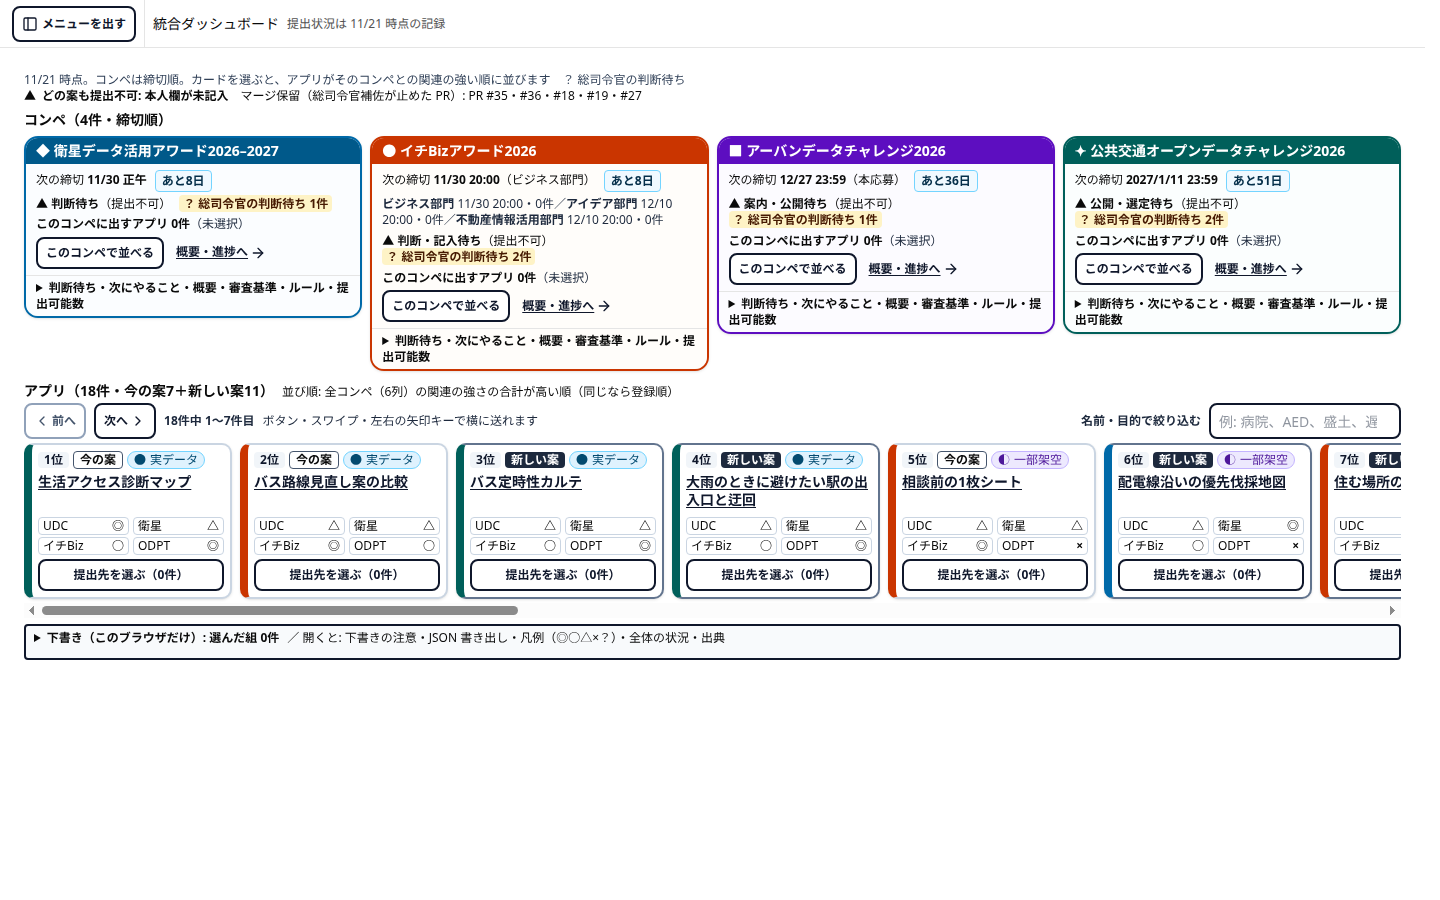 メニューを出す
統合ダッシュボード 提出状況は 11/21 時点の記録
11/21 時点。コンペは締切順。カードを選ぶと、アプリがそのコンペとの関連の強い順に並びます ？ 総司令官の判断待ち
▲ どの案も提出不可: 本人欄が未記入 マージ保留（総司令官補佐が止めた PR）: PR #35・#36・#18・#19・#27
コンペ（4件・締切順）
◆ 衛星データ活用アワード2026–2027
次の締切 11/30 正午 あと8日
▲ 判断待ち（提出不可） ？ 総司令官の判断待ち 1件
このコンペに出すアプリ 0件（未選択）
このコンペで並べる 概要・進捗へ →
▶ 判断待ち・次にやること・概要・審査基準・ルール・提
出可能数
● イチBizアワード2026
次の締切 11/30 20:00（ビジネス部門） あと8日
ビジネス部門 11/30 20:00・0件／アイデア部門 12/10
20:00・0件／不動産情報活用部門 12/10 20:00・0件
▲ 判断・記入待ち（提出不可）
？ 総司令官の判断待ち 2件
このコンペに出すアプリ 0件（未選択）
このコンペで並べる 概要・進捗へ →
▶ 判断待ち・次にやること・概要・審査基準・ルール・提
出可能数
■ アーバンデータチャレンジ2026
次の締切 12/27 23:59（本応募） あと36日
▲ 案内・公開待ち（提出不可）
？ 総司令官の判断待ち 1件
このコンペに出すアプリ 0件（未選択）
このコンペで並べる 概要・進捗へ →
▶ 判断待ち・次にやること・概要・審査基準・ルール・提
出可能数
✦ 公共交通オープンデータチャレンジ2026
次の締切 2027/1/11 23:59 あと51日
▲ 公開・選定待ち（提出不可）
？ 総司令官の判断待ち 2件
このコンペに出すアプリ 0件（未選択）
このコンペで並べる 概要・進捗へ →
▶ 判断待ち・次にやること・概要・審査基準・ルール・提
出可能数
アプリ（18件・今の案7＋新しい案11） 並び順: 全コンペ（6列）の関連の強さの合計が高い順（同じなら登録順）
前へ 次へ 18件中 1〜7件目 ボタン・スワイプ・左右の矢印キーで横に送れます 名前・目的で絞り込む 例: 病院、AED、盛土、遅
1位 今の案 ● 実データ
生活アクセス診断マップ
UDC ◎ 衛星 △
イチBiz ○ ODPT ◎
提出先を選ぶ（0件）
2位 今の案 ● 実データ
バス路線見直し案の比較
UDC △ 衛星 △
イチBiz ◎ ODPT ○
提出先を選ぶ（0件）
3位 新しい案 ● 実データ
バス定時性カルテ
UDC △ 衛星 △
イチBiz ○ ODPT ◎
提出先を選ぶ（0件）
4位 新しい案 ● 実データ
大雨のときに避けたい駅の出
入口と迂回
UDC △ 衛星 △
イチBiz ○ ODPT ◎
提出先を選ぶ（0件）
5位 今の案 ◐ 一部架空
相談前の1枚シート
UDC △ 衛星 △
イチBiz ◎ ODPT ×
提出先を選ぶ（0件）
6位 新しい案 ◐ 一部架空
配電線沿いの優先伐採地図
UDC △ 衛星 ◎
イチBiz ○ ODPT ×
提出先を選ぶ（0件）
7位 新し
住む場所の
UDC
イチBiz
提出先
▶ 下書き（このブラウザだけ）: 選んだ組 0件 ／ 開くと: 下書きの注意・JSON 書き出し・凡例（◎○△×？）・全体の状況・出典